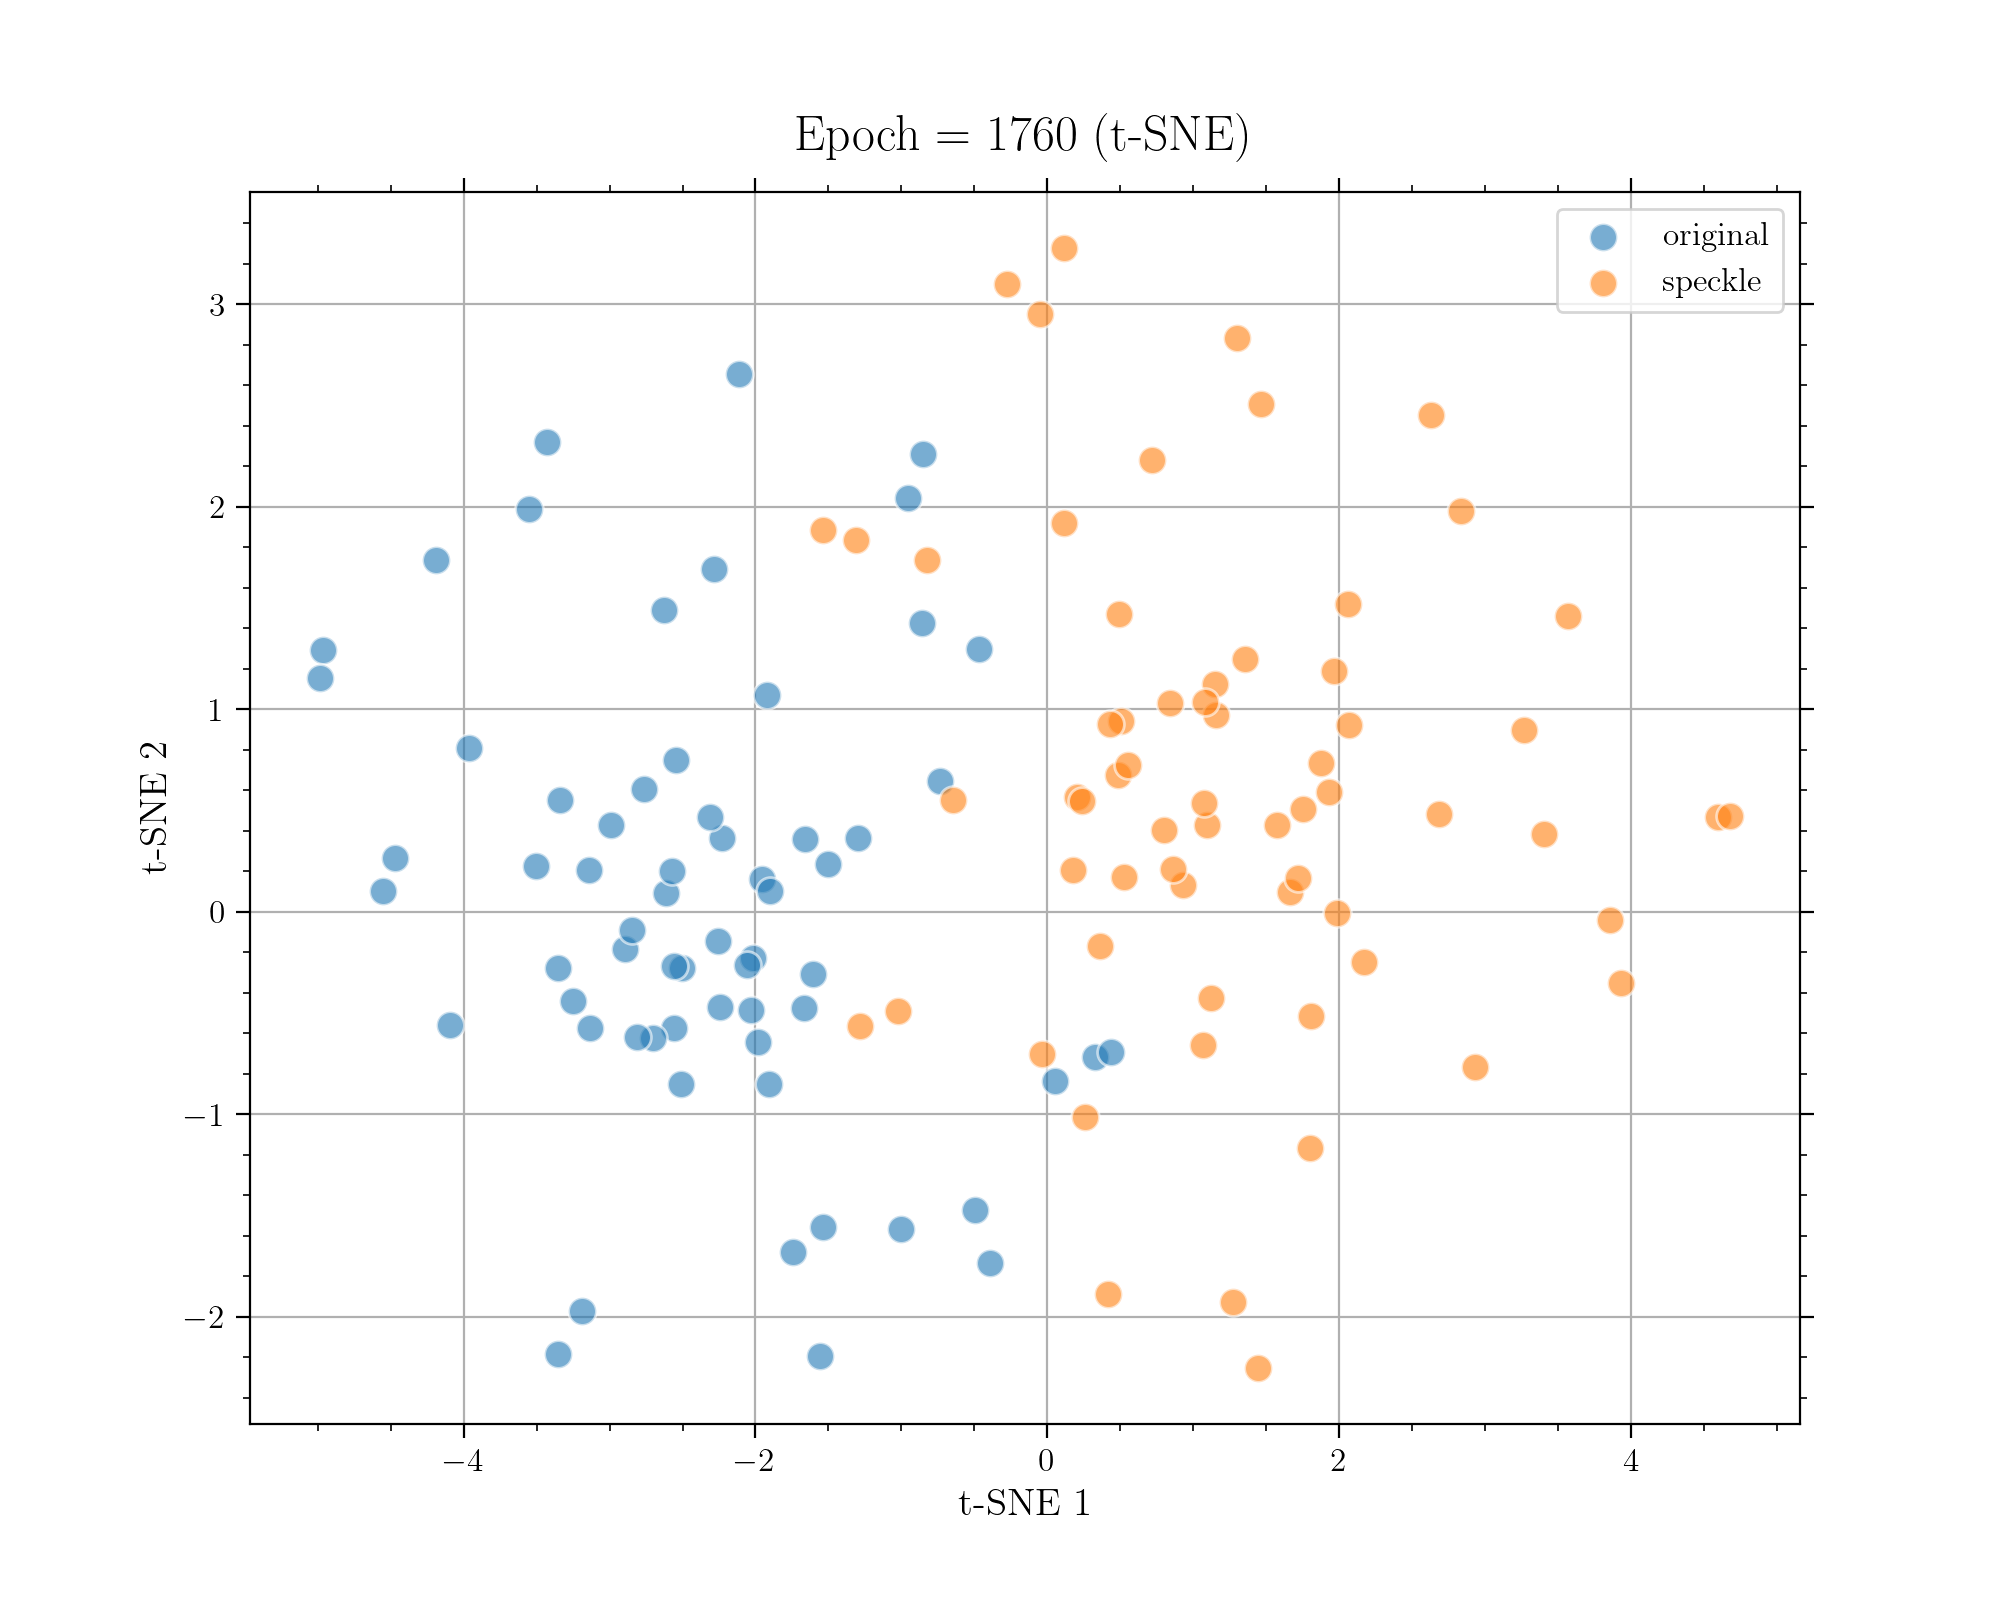 Epoch = 1760 (t-SNE)
original
speckle
3
2
1
0
−1
−2
t-SNE 2
−4
−2
0
2
4
t-SNE 1